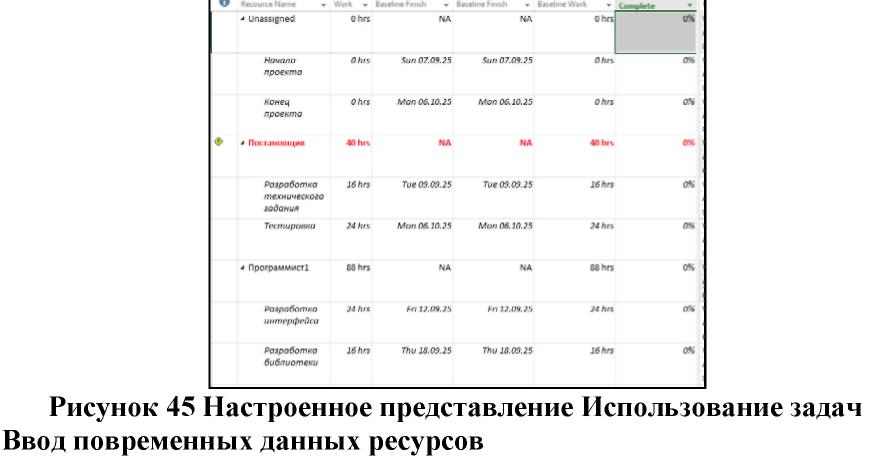 Resource Name Work Baseline Finish Baseline Finish Baseline Work Complete
Unassigned 0 hrs NA NA 0 hrs 0%
Начало 0 hrs Sun 07.09.25 Sun 07.09.25 0 hrs 0%
проекта
Конец 0 hrs Mon 06.10.25 Mon 06.10.25 0 hrs 0%
проекта
Постановщик 40 hrs NA NA 40 hrs 0%
Разработка 16 hrs Tue 09.09.25 Tue 09.09.25 16 hrs 0%
технического
задания
Тестировка 24 hrs Mon 06.10.25 Mon 06.10.25 24 hrs 0%
Программист1 88 hrs NA NA 88 hrs 0%
Разработка 24 hrs Fri 12.09.25 Fri 12.09.25 24 hrs 0%
интерфейса
Разработка 16 hrs Thu 18.09.25 Thu 18.09.25 16 hrs 0%
библиотеки
Рисунок 45 Настроенное представление Использование задач
Ввод повременных данных ресурсов